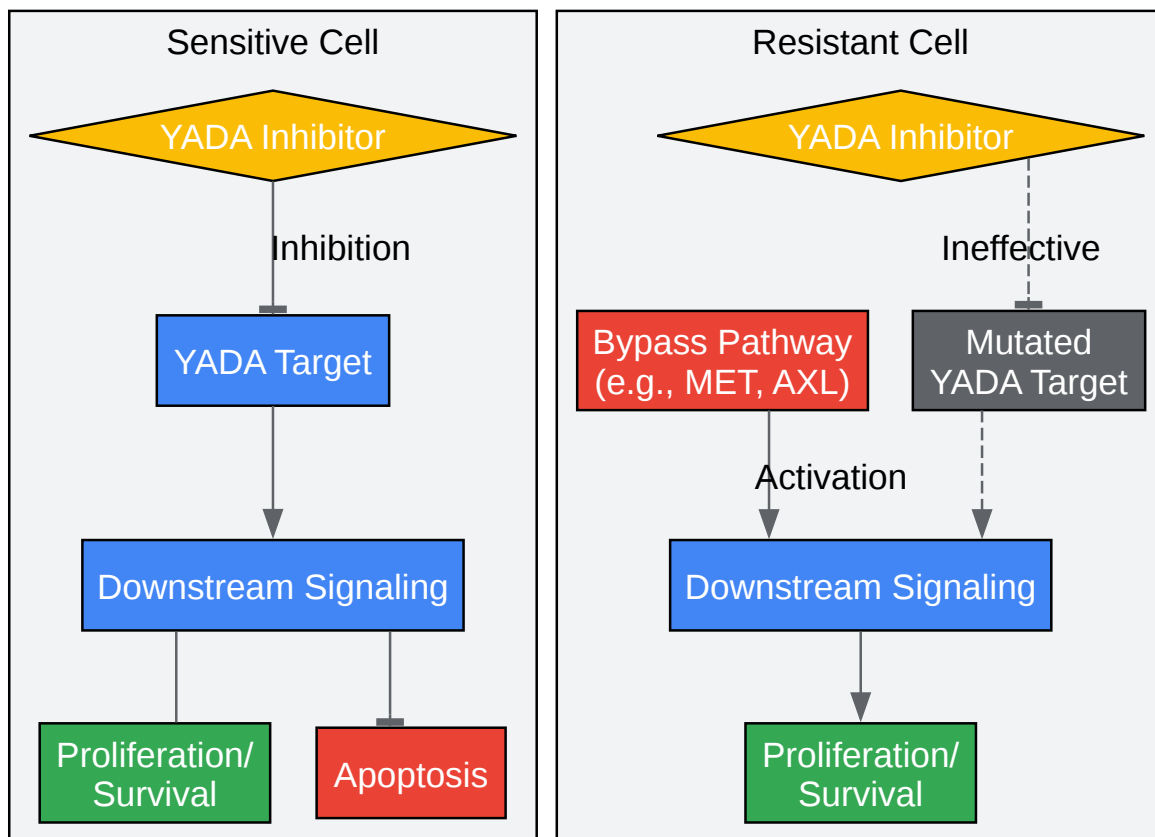 Sensitive Cell
YADA Inhibitor
Inhibition
YADA Target
Downstream Signaling
Proliferation/
Survival
Apoptosis
Resistant Cell
YADA Inhibitor
Ineffective
Bypass Pathway
(e.g., MET, AXL)
Mutated
YADA Target
Activation
Downstream Signaling
Proliferation/
Survival